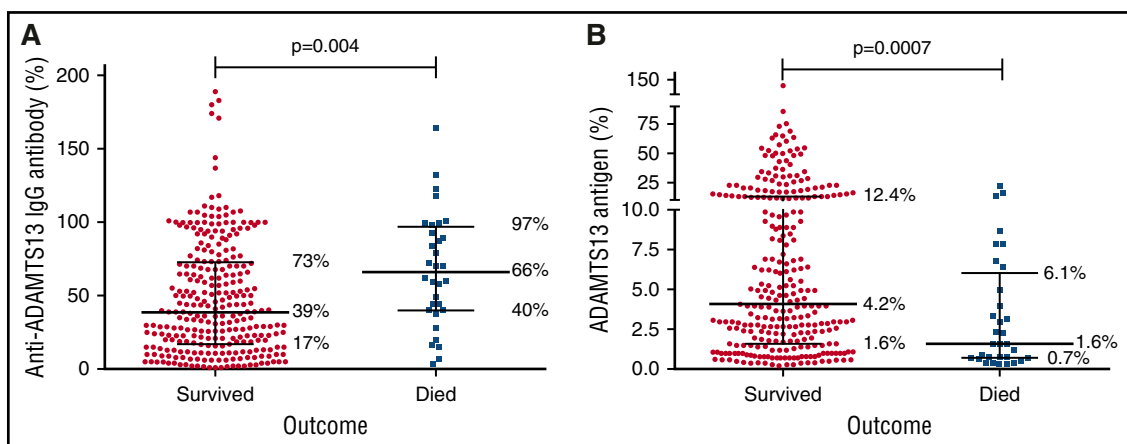 A
p=0.004
Anti-ADAMTS13 IgG antibody (%)
200
150
100
50
0
73%
39%
17%
97%
66%
40%
Survived
Died
Outcome
B
p=0.0007
ADAMTS13 antigen (%)
150
75
50
25
10.0
7.5
5.0
2.5
0.0
12.4%
4.2%
1.6%
6.1%
1.6%
0.7%
Survived
Died
Outcome